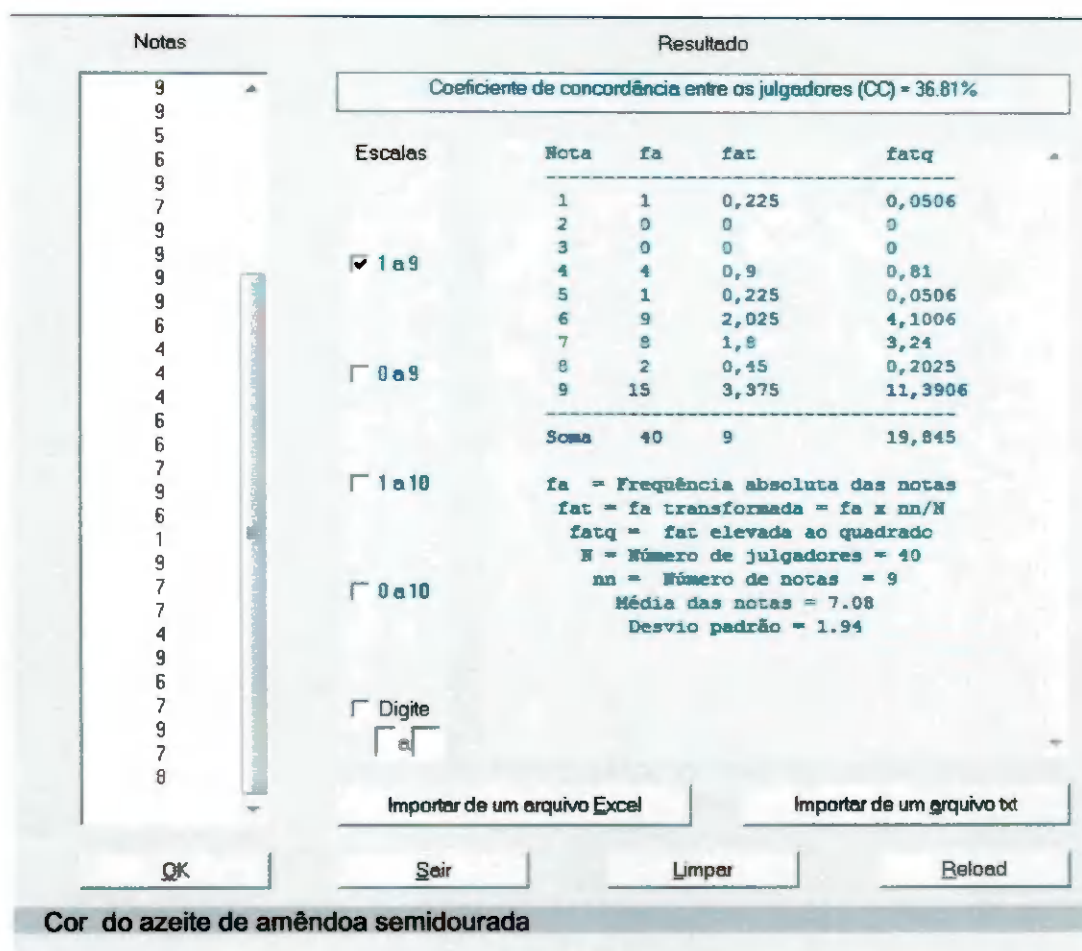 Notas
Resultado
9
9
5
6
9
7
9
9
9
9
6
4
4
4
6
6
7
9
6
1
9
7
7
4
9
6
7
9
7
8
Coeficiente de concordância entre os julgadores (CC) = 36.81%
Escalas
1 a 9
0 a 9
1 a 10
0 a 10
Digite
a
Nota fa fat fatq
1 1 0,225 0,0506
2 0 0 0
3 0 0 0
4 4 0,9 0,81
5 1 0,225 0,0506
6 9 2,025 4,1006
7 8 1,8 3,24
8 2 0,45 0,2025
9 15 3,375 11,3906
Soma 40 9 19,845
fa = Frequência absoluta das notas
fat = fa transformada = fa x nn/N
fatq = fat elevada ao quadrado
N = Número de julgadores = 40
nn = Número de notas = 9
Média das notas = 7.08
Desvio padrão = 1.94
Importar de um arquivo Excel
Importar de um arquivo txt
OK
Sair
Limpar
Reload
Cor do azeite de amêndoa semidourada